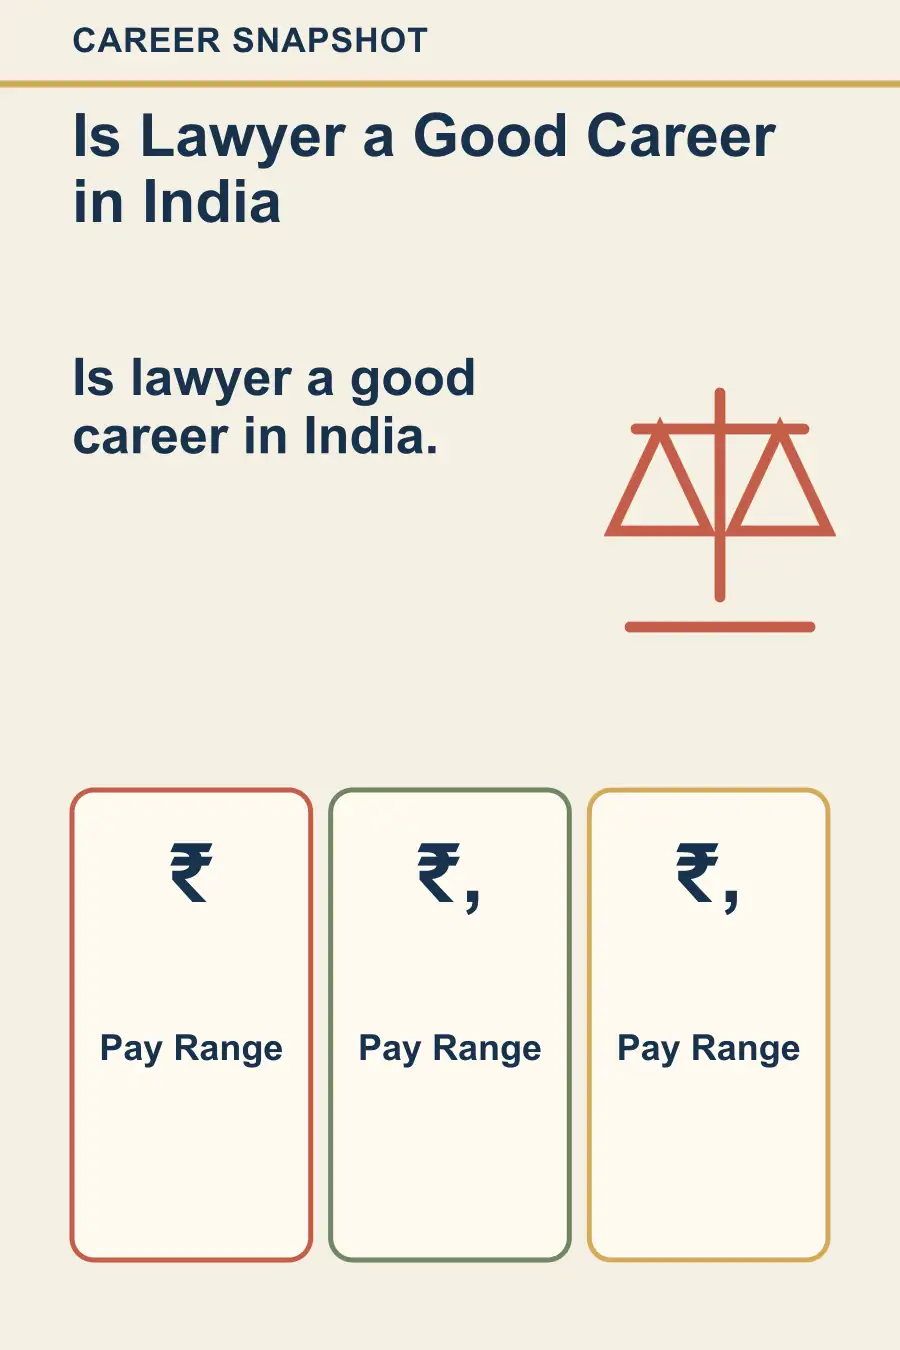 CAREER SNAPSHOT
Is Lawyer a Good Career
in India
Is lawyer a good
career in India.
₹
Pay Range
₹,
Pay Range
₹,
Pay Range